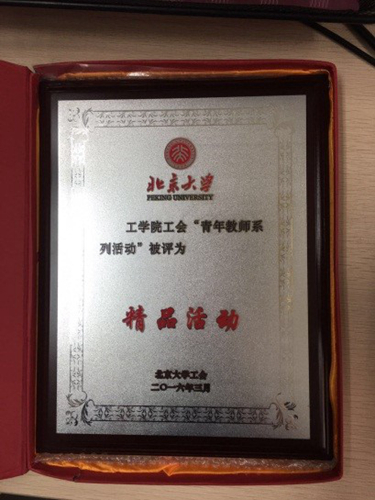 北京大学
PEKING UNIVERSITY
工学院工会“青年教师系
列活动”被评为
精品活动
北京大学工会
二〇一六年三月